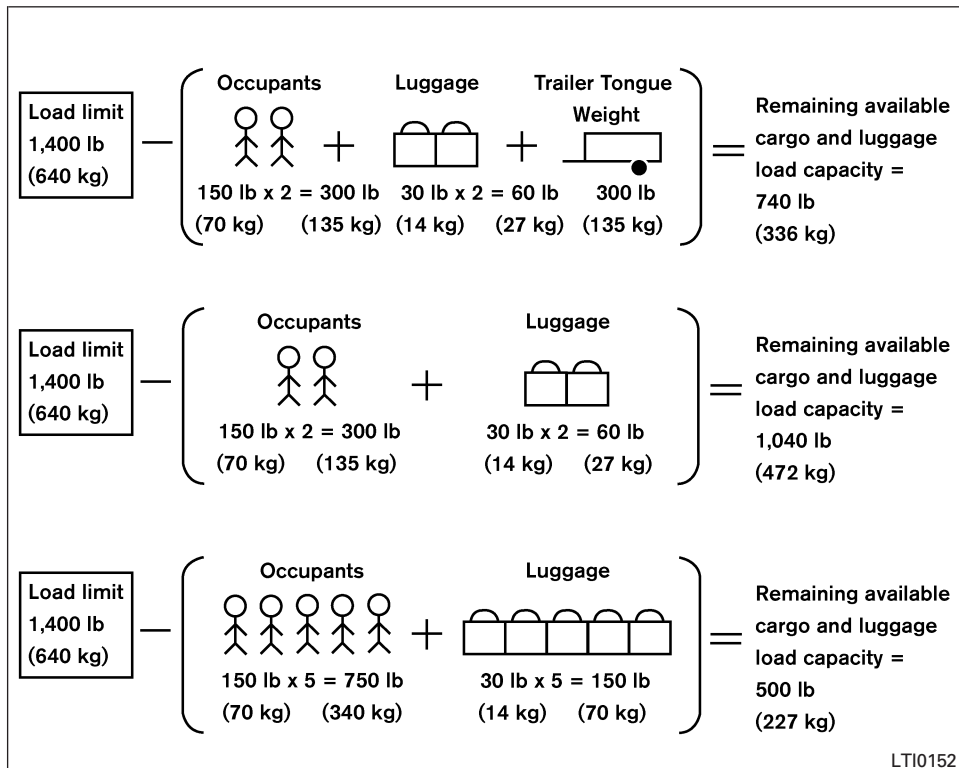 Occupants
Luggage
Trailer Tongue
Weight
Load limit
1,400 lb
(640 kg)
150 lb x 2 = 300 lb
(70 kg) (135 kg)
30 lb x 2 = 60 lb
(14 kg) (27 kg)
300 lb
(135 kg)
Remaining available
cargo and luggage
load capacity =
740 lb
(336 kg)
Occupants
Luggage
Load limit
1,400 lb
(640 kg)
150 lb x 2 = 300 lb
(70 kg) (135 kg)
30 lb x 2 = 60 lb
(14 kg) (27 kg)
Remaining available
cargo and luggage
load capacity =
1,040 lb
(472 kg)
Occupants
Luggage
Load limit
1,400 lb
(640 kg)
150 lb x 5 = 750 lb
(70 kg) (340 kg)
30 lb x 5 = 150 lb
(14 kg) (70 kg)
Remaining available
cargo and luggage
load capacity =
500 lb
(227 kg)
LTI0152